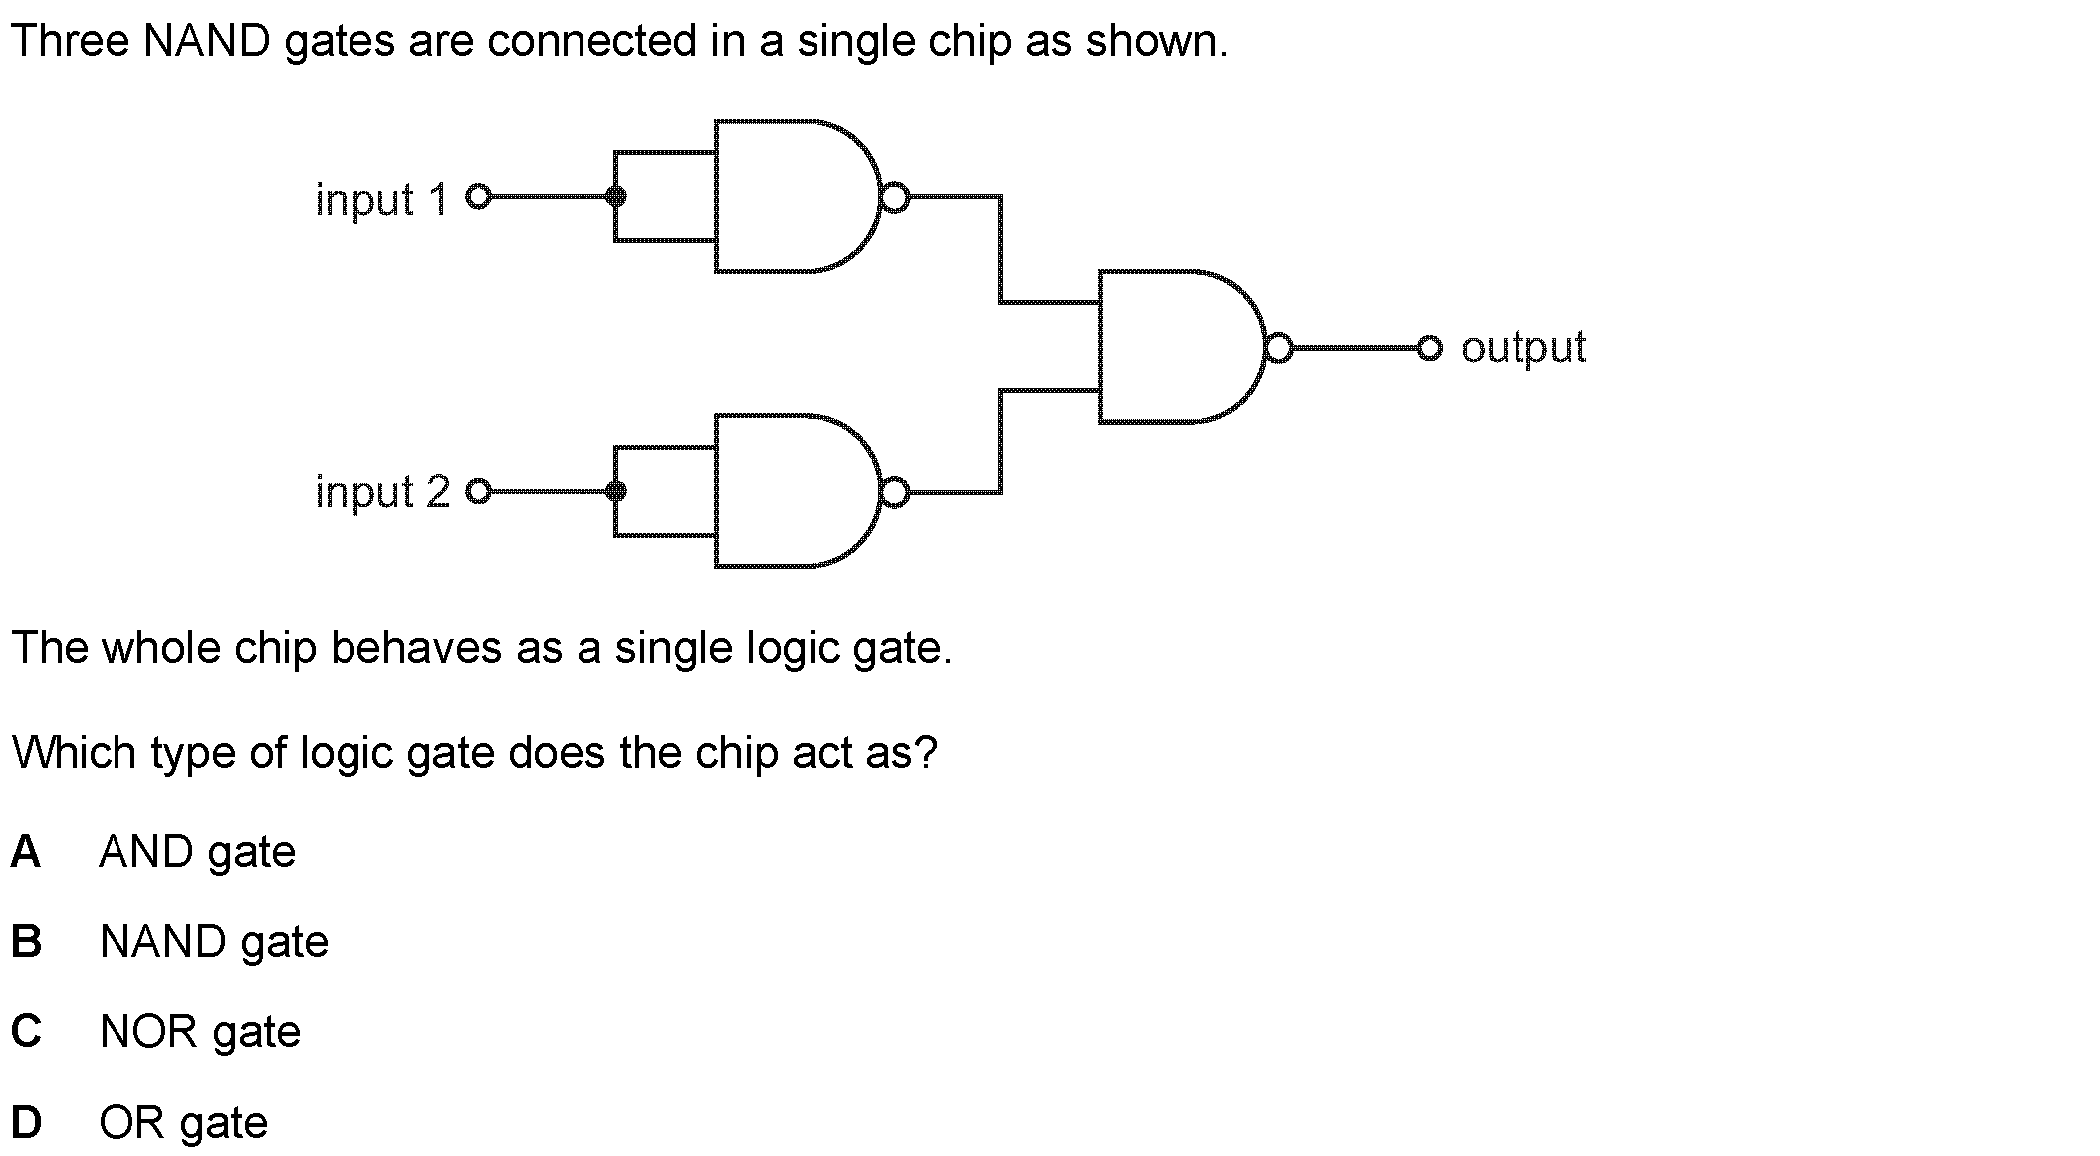 Three NAND gates are connected in a single chip as shown.
input 1
output
input 2
The whole chip behaves as a single logic gate.
Which type of logic gate does the chip act as?
A AND gate
B NAND gate
C NOR gate
D OR gate